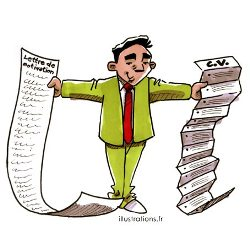 Lettre de
motivation
C.V.
illustrations.fr